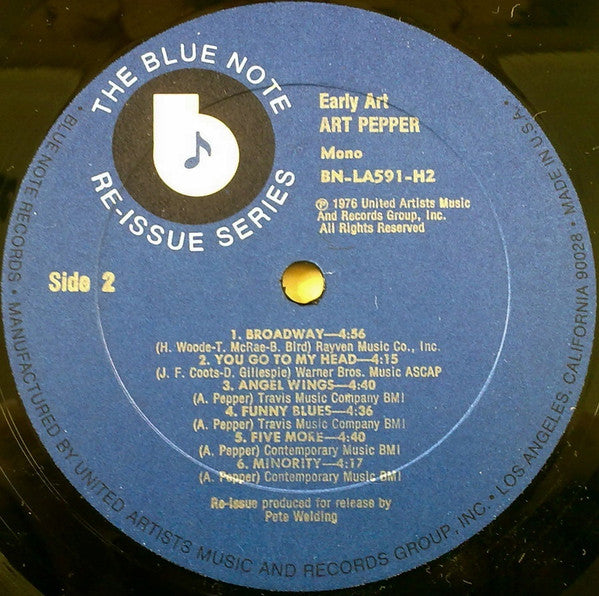 THE BLUE NOTE
RE-ISSUE SERIES
b
Early Art
ART PEPPER
Mono
BN-LA591-H2
℗ 1976 United Artists Music
And Records Group, Inc.
All Rights Reserved
Side 2
1. BROADWAY—4:56
(H. Woode-T. McRae-B. Bird) Rayven Music Co., Inc.
2. YOU GO TO MY HEAD—4:15
(J. F. Coots-D. Gillespie) Warner Bros. Music ASCAP
3. ANGEL WINGS—4:40
(A. Pepper) Travis Music Company BMI
4. FUNNY BLUES—4:36
(A. Pepper) Travis Music Company BMI
5. FIVE MORE—4:40
(A. Pepper) Contemporary Music BMI
6. MINORITY—4:17
(A. Pepper) Contemporary Music BMI
Re-issue produced for release by
Pete Welding
• BLUE NOTE RECORDS • MANUFACTURED BY UNITED ARTISTS MUSIC AND RECORDS GROUP, INC. • LOS ANGELES, CALIFORNIA 90028 • MADE IN U.S.A.